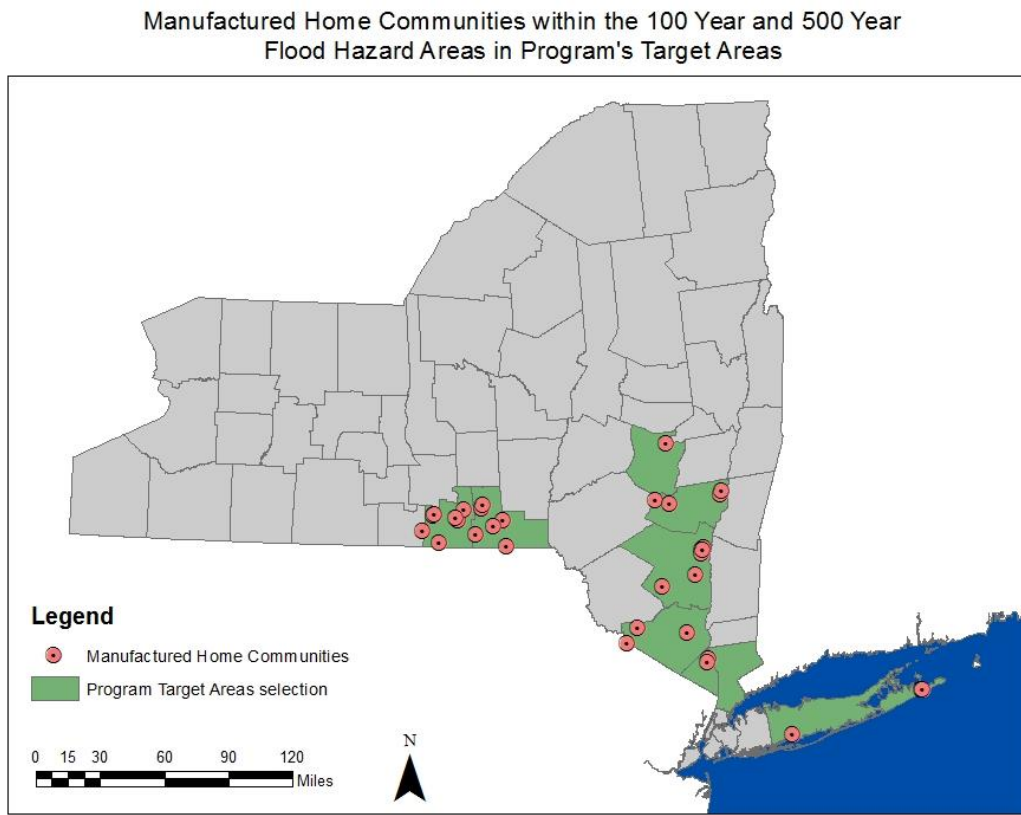 Manufactured Home Communities within the 100 Year and 500 Year
Flood Hazard Areas in Program's Target Areas
Legend
Manufactured Home Communities
Program Target Areas selection
0 15 30 60 90 120
Miles
N